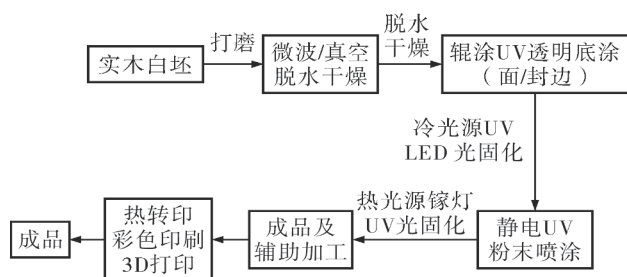 实木白坯
打磨
微波/真空
脱水干燥
脱水
干燥
辊涂UV透明底涂
（面/封边）
冷光源UV
LED光固化
静电UV
粉末喷涂
热光源镓灯
UV光固化
成品及
辅助加工
热转印
彩色印刷
3D打印
成品